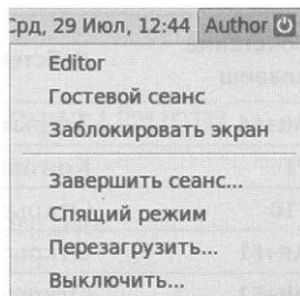 Срд, 29 Июл, 12:44 Author
Editor
Гостевой сеанс
Заблокировать экран
Завершить сеанс...
Спящий режим
Перезагрузить...
Выключить...